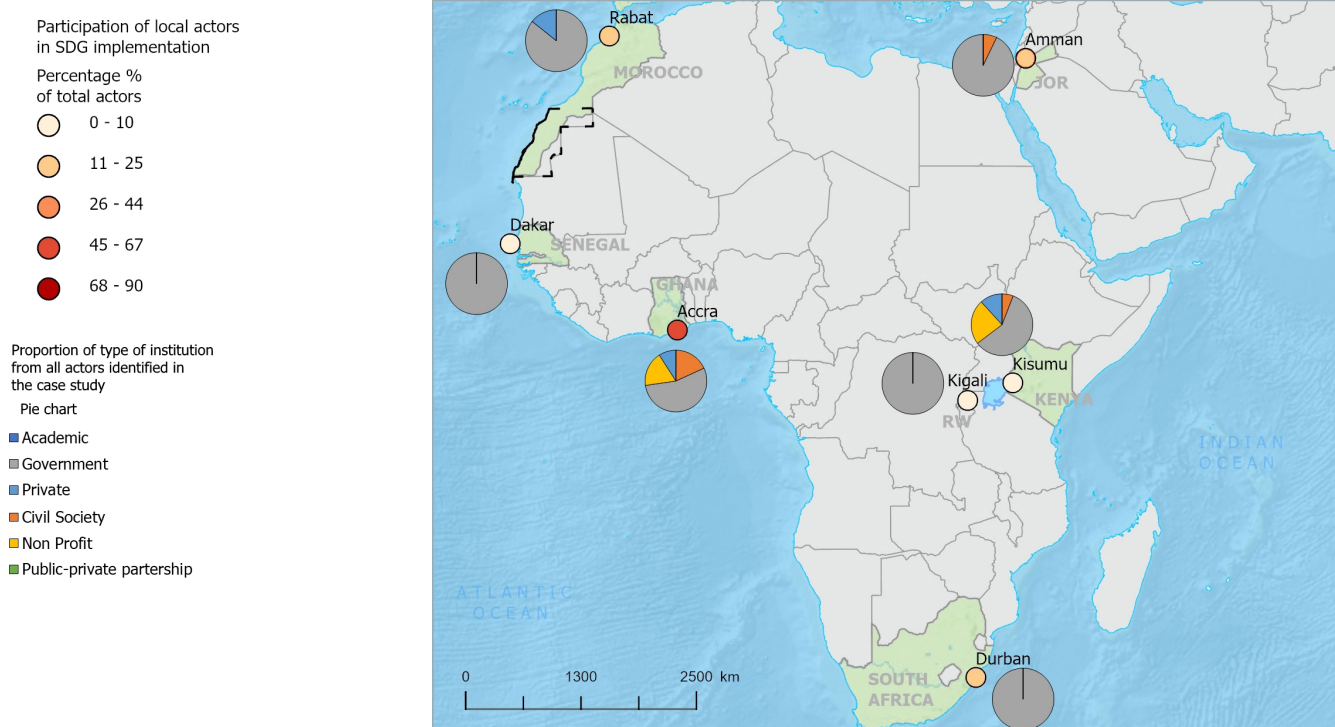 Participation of local actors
in SDG implementation
Percentage %
of total actors
0 - 10
11 - 25
26 - 44
45 - 67
68 - 90
Proportion of type of institution
from all actors identified in
the case study
Pie chart
Academic
Government
Private
Civil Society
Non Profit
Public-private partership
Rabat
MOROCCO
Amman
JOR
Dakar
SENEGAL
GHANA
Accra
Kisumu
Kigali
KENYA
RW
INDIAN
OCEAN
ATLANTIC
OCEAN
Durban
SOUTH
AFRICA
0 1300 2500 km